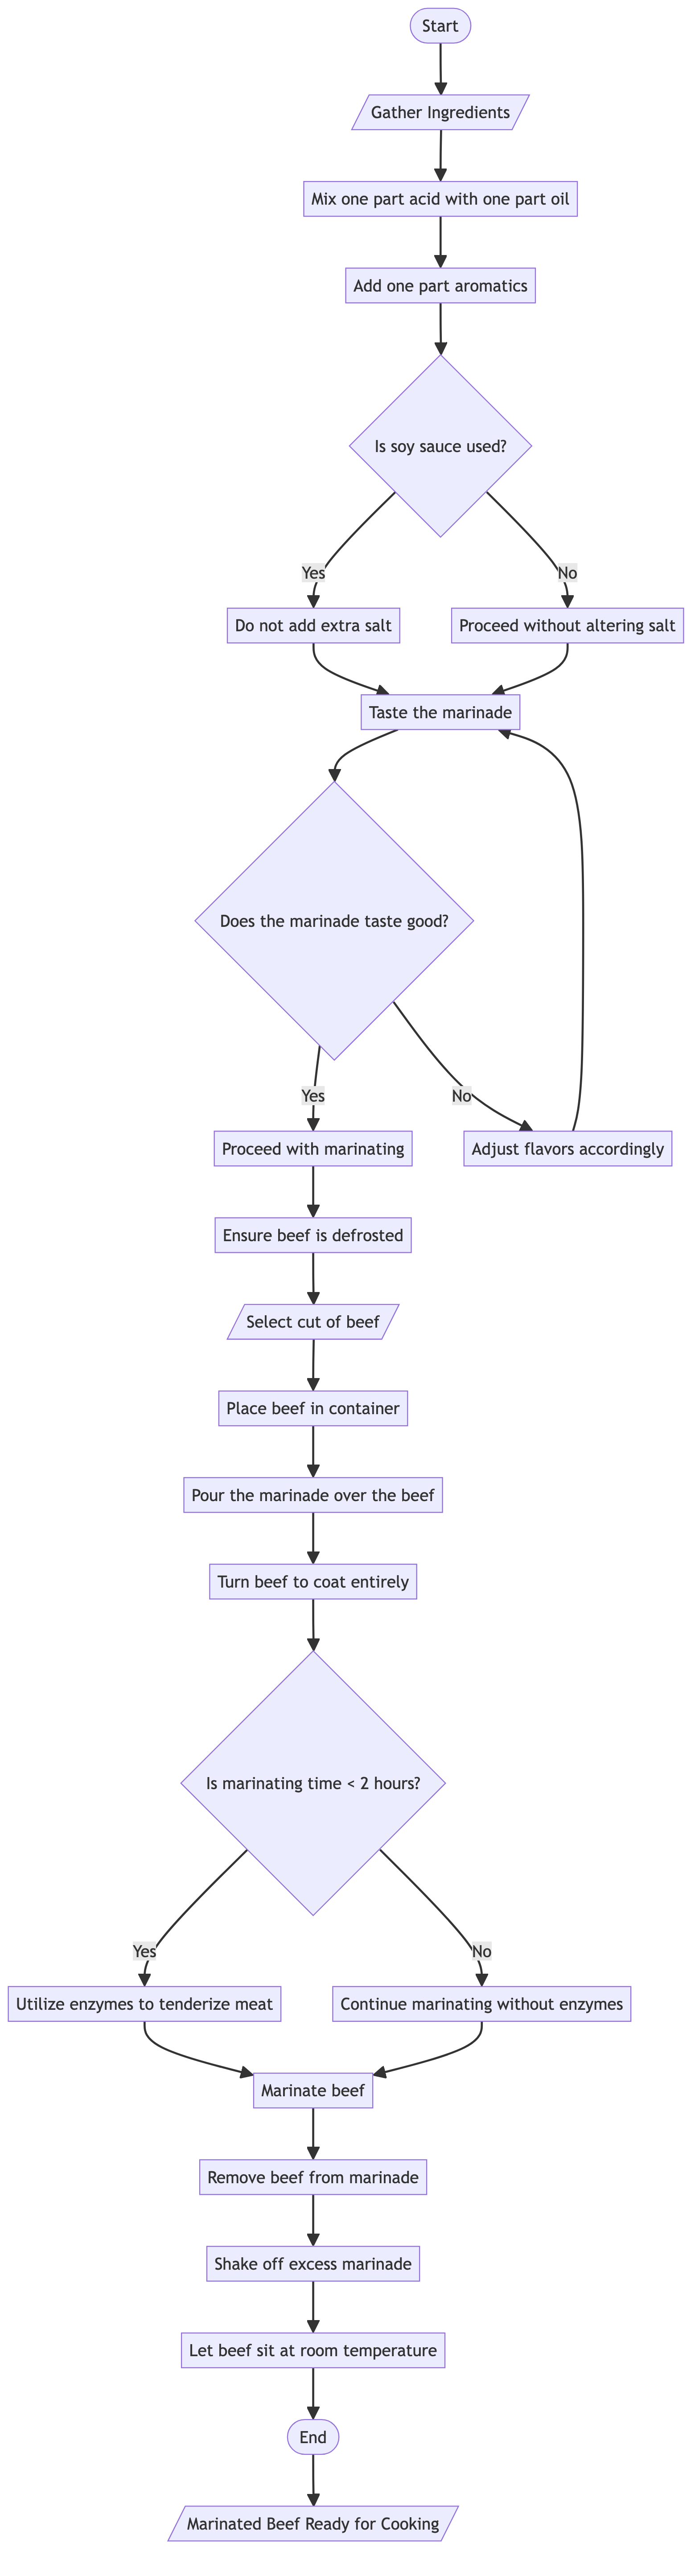 Start
Gather Ingredients
Mix one part acid with one part oil
Add one part aromatics
Is soy sauce used?
Yes
No
Do not add extra salt
Proceed without altering salt
Taste the marinade
Does the marinade taste good?
Yes
No
Proceed with marinating
Adjust flavors accordingly
Ensure beef is defrosted
Select cut of beef
Place beef in container
Pour the marinade over the beef
Turn beef to coat entirely
Is marinating time < 2 hours?
Yes
No
Utilize enzymes to tenderize meat
Continue marinating without enzymes
Marinate beef
Remove beef from marinade
Shake off excess marinade
Let beef sit at room temperature
End
Marinated Beef Ready for Cooking